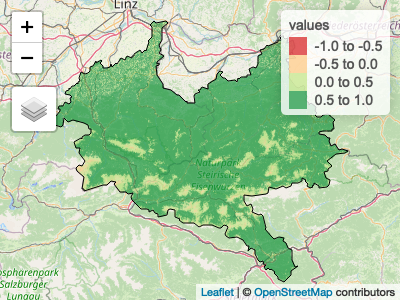 Linz
+
−
values
-1.0 to -0.5
-0.5 to 0.0
0.0 to 0.5
0.5 to 1.0
Naturpark
Steirische
Eisenwurzen
Salzburger
Lungau
Leaflet | © OpenStreetMap contributors